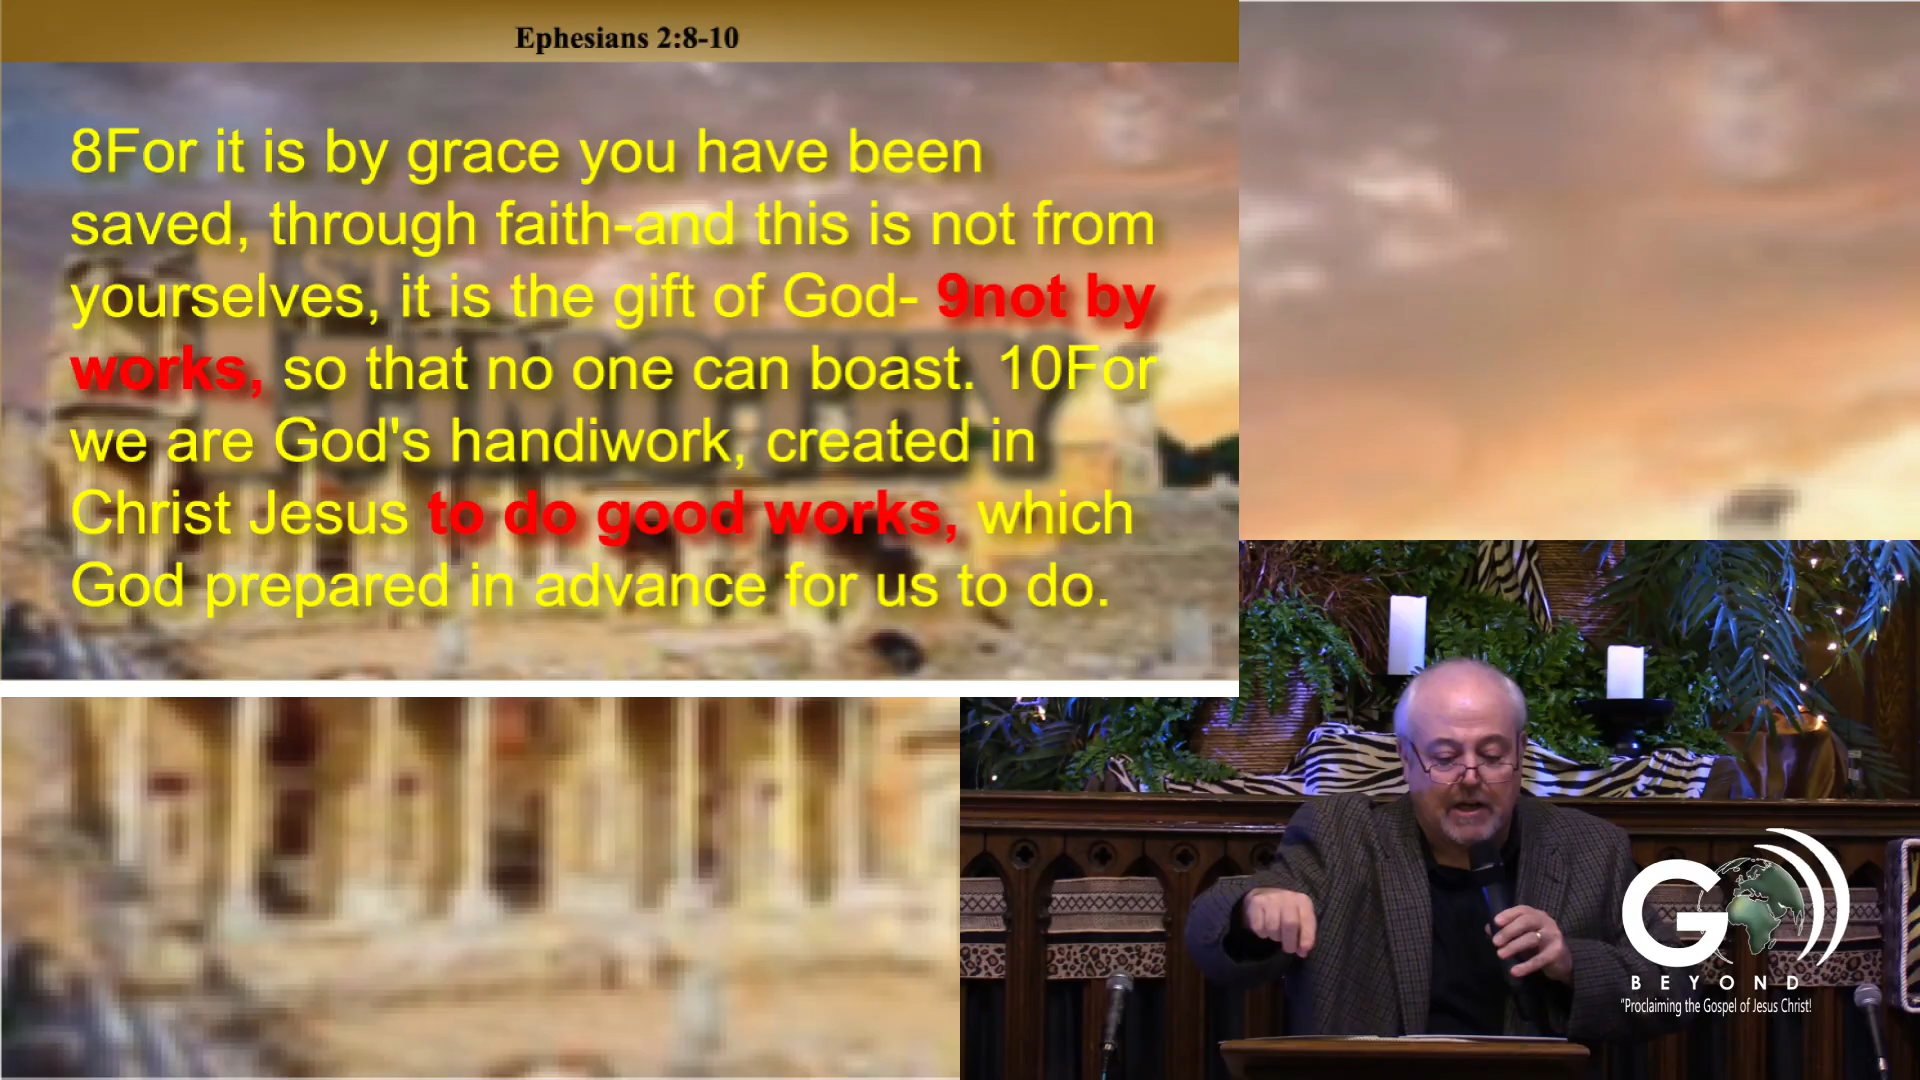 Ephesians 2:8-10
8For it is by grace you have been
saved, through faith-and this is not from
yourselves, it is the gift of God- 9not by
works, so that no one can boast. 10For
we are God's handiwork, created in
Christ Jesus to do good works, which
God prepared in advance for us to do.
1ST
TIMOTHY
GO
BEYOND
"Proclaiming the Gospel of Jesus Christ!